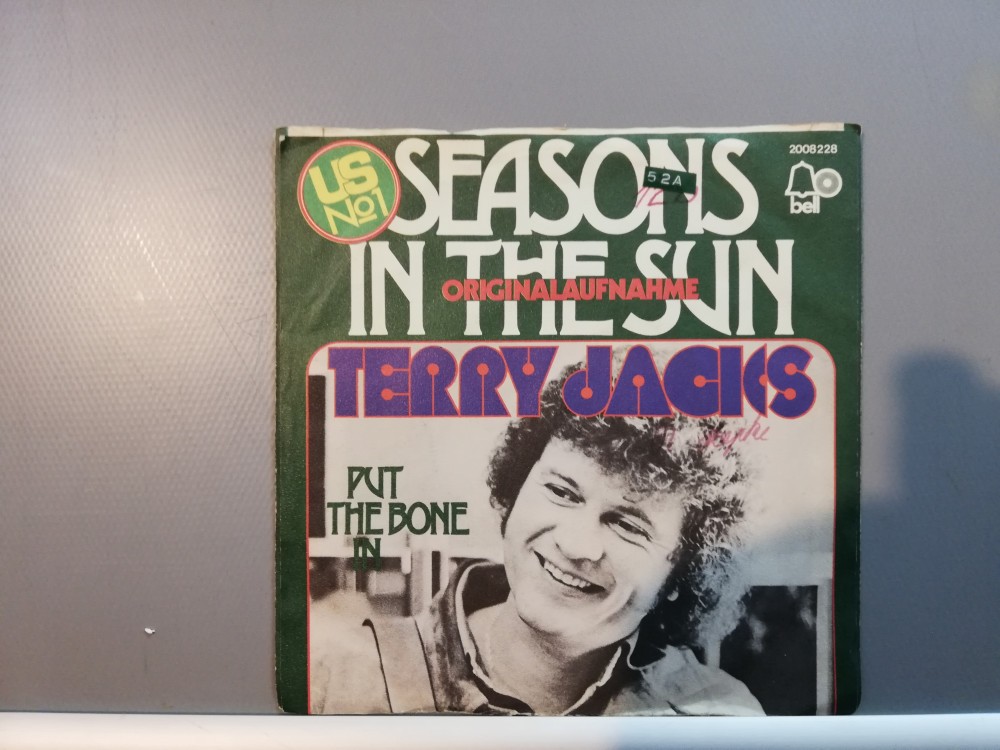 US
No1
SEASONS
IN THE SUN
ORIGINALAUFNAHME
52A
2008228
bell
TERRY JACKS
PUT
THE BONE
IN